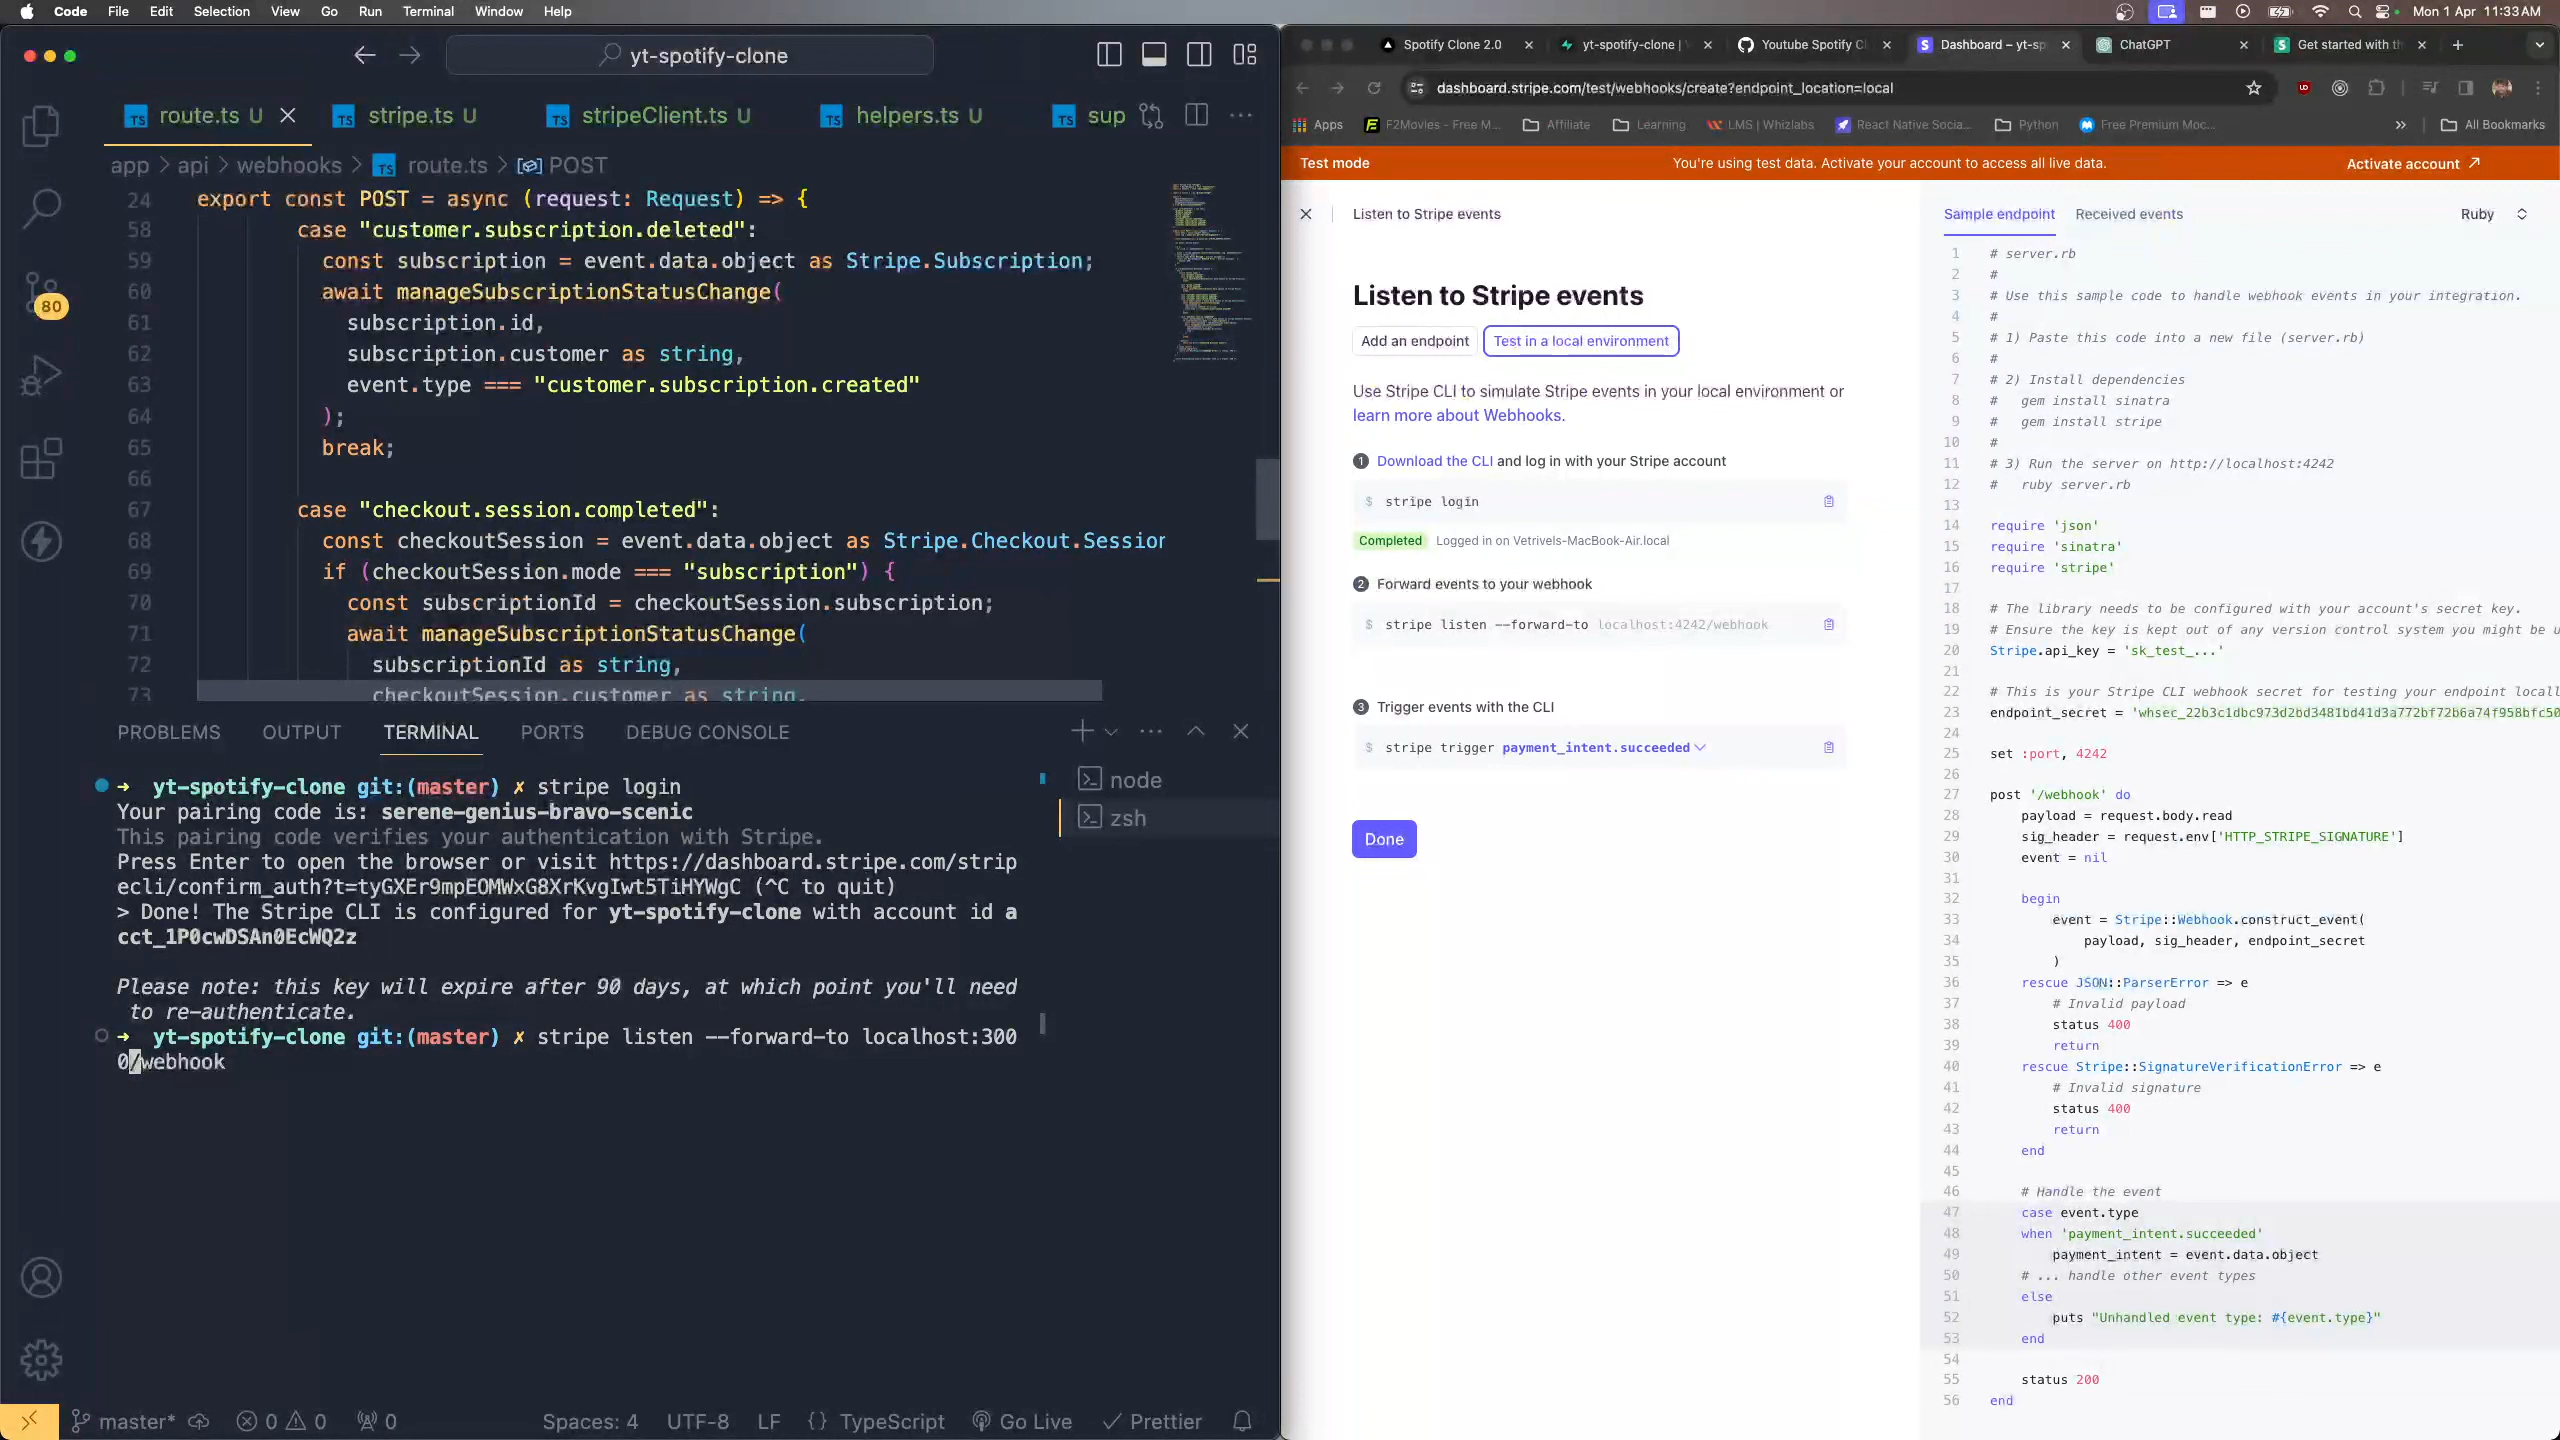 Code File Edit Selection View Go Run Terminal Window Help
Mon 1 Apr 11:33 AM
yt-spotify-clone
route.ts U
stripe.ts U
stripeClient.ts U
helpers.ts U
sup
app > api > webhooks > route.ts > POST
24 export const POST = async (request: Request) => {
58 case "customer.subscription.deleted":
59 const subscription = event.data.object as Stripe.Subscription;
60 await manageSubscriptionStatusChange(
61 subscription.id,
62 subscription.customer as string,
63 event.type === "customer.subscription.created"
64 );
65 break;
66
67 case "checkout.session.completed":
68 const checkoutSession = event.data.object as Stripe.Checkout.Session
69 if (checkoutSession.mode === "subscription") {
70 const subscriptionId = checkoutSession.subscription;
71 await manageSubscriptionStatusChange(
72 subscriptionId as string,
73 checkoutSession.customer as string,
80
PROBLEMS OUTPUT TERMINAL PORTS DEBUG CONSOLE
node
zsh
➜ yt-spotify-clone git:(master) ✗ stripe login
Your pairing code is: serene-genius-bravo-scenic
This pairing code verifies your authentication with Stripe.
Press Enter to open the browser or visit https://dashboard.stripe.com/strip
ecli/confirm_auth?t=tyGXEr9mpEOMWxG8XrKvgIwt5TiHYWgC (^C to quit)
> Done! The Stripe CLI is configured for yt-spotify-clone with account id a
cct_1P0cwDSAn0EcWQ2z
Please note: this key will expire after 90 days, at which point you'll need
to re-authenticate.
➜ yt-spotify-clone git:(master) ✗ stripe listen --forward-to localhost:300
0/webhook
master* 0 0 0 Spaces: 4 UTF-8 LF {} TypeScript Go Live Prettier
Spotify Clone 2.0
yt-spotify-clone |
Youtube Spotify Cl
Dashboard – yt-sp
ChatGPT
Get started with th
dashboard.stripe.com/test/webhooks/create?endpoint_location=local
Apps F2Movies - Free M... Affiliate Learning LMS | Whizlabs React Native Socia... Python Free Premium Moc... » All Bookmarks
Test mode
You're using test data. Activate your account to access all live data.
Activate account
Listen to Stripe events
Listen to Stripe events
Add an endpoint
Test in a local environment
Use Stripe CLI to simulate Stripe events in your local environment or
learn more about Webhooks.
1 Download the CLI and log in with your Stripe account
$ stripe login
Completed Logged in on Vetrivels-MacBook-Air.local
2 Forward events to your webhook
$ stripe listen --forward-to localhost:4242/webhook
3 Trigger events with the CLI
$ stripe trigger payment_intent.succeeded
Done
Sample endpoint Received events Ruby
1 # server.rb
2 #
3 # Use this sample code to handle webhook events in your integration.
4 #
5 # 1) Paste this code into a new file (server.rb)
6 #
7 # 2) Install dependencies
8 # gem install sinatra
9 # gem install stripe
10 #
11 # 3) Run the server on http://localhost:4242
12 # ruby server.rb
13
14 require 'json'
15 require 'sinatra'
16 require 'stripe'
17
18 # The library needs to be configured with your account's secret key.
19 # Ensure the key is kept out of any version control system you might be u
20 Stripe.api_key = 'sk_test_...'
21
22 # This is your Stripe CLI webhook secret for testing your endpoint locall
23 endpoint_secret = 'whsec_22b3c1dbc973d2bd3481bd41d3a772bf72b6a74f958bfc50
24
25 set :port, 4242
26
27 post '/webhook' do
28 payload = request.body.read
29 sig_header = request.env['HTTP_STRIPE_SIGNATURE']
30 event = nil
31
32 begin
33 event = Stripe::Webhook.construct_event(
34 payload, sig_header, endpoint_secret
35 )
36 rescue JSON::ParserError => e
37 # Invalid payload
38 status 400
39 return
40 rescue Stripe::SignatureVerificationError => e
41 # Invalid signature
42 status 400
43 return
44 end
45
46 # Handle the event
47 case event.type
48 when 'payment_intent.succeeded'
49 payment_intent = event.data.object
50 # ... handle other event types
51 else
52 puts "Unhandled event type: #{event.type}"
53 end
54
55 status 200
56 end